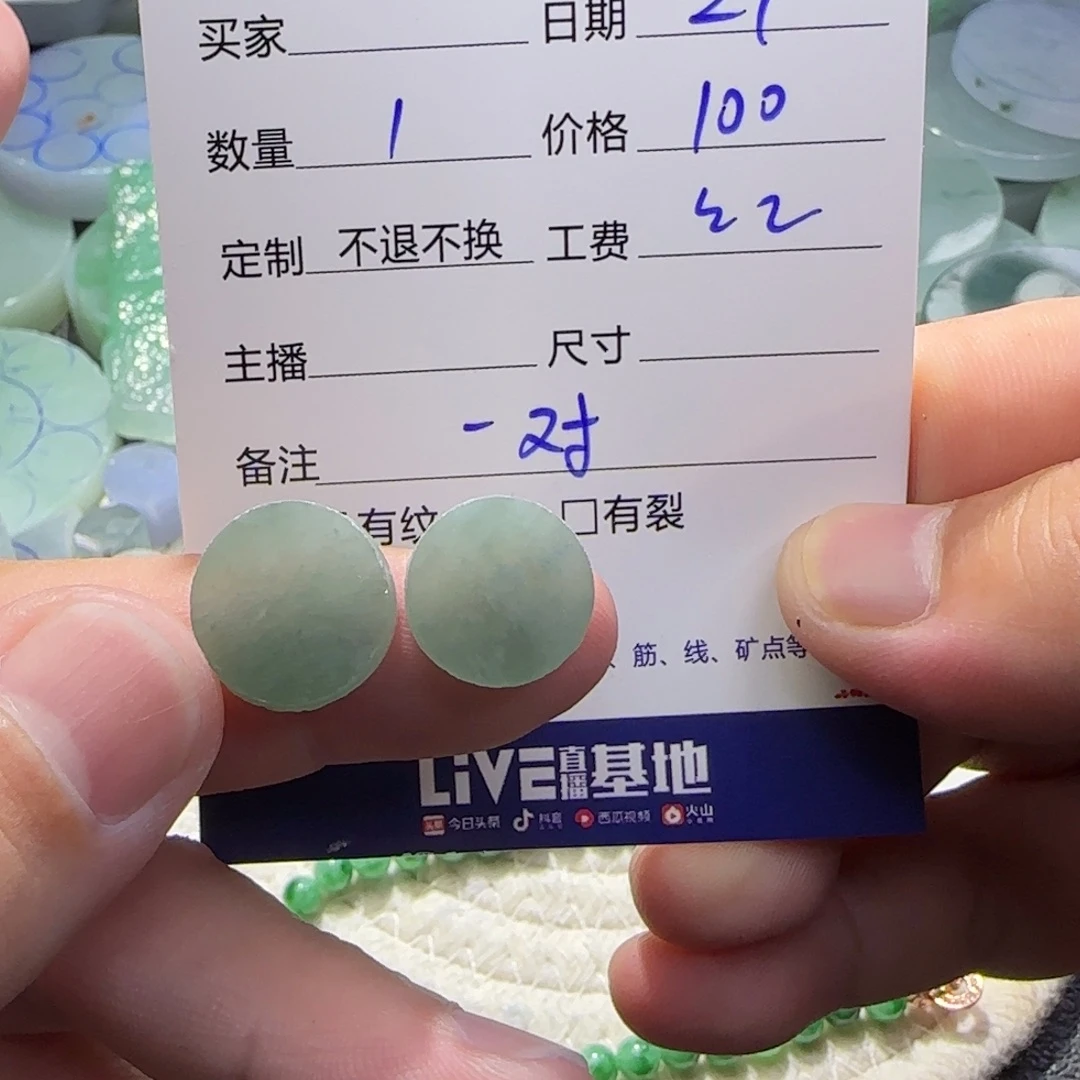 买家 日期 21
数量 1 价格 100
定制 不退不换 工费
主播 尺寸
备注 一对
有纹 □有裂
、筋、线、矿点等
LiVE直播基地
今日头条 抖音 西瓜视频 火山